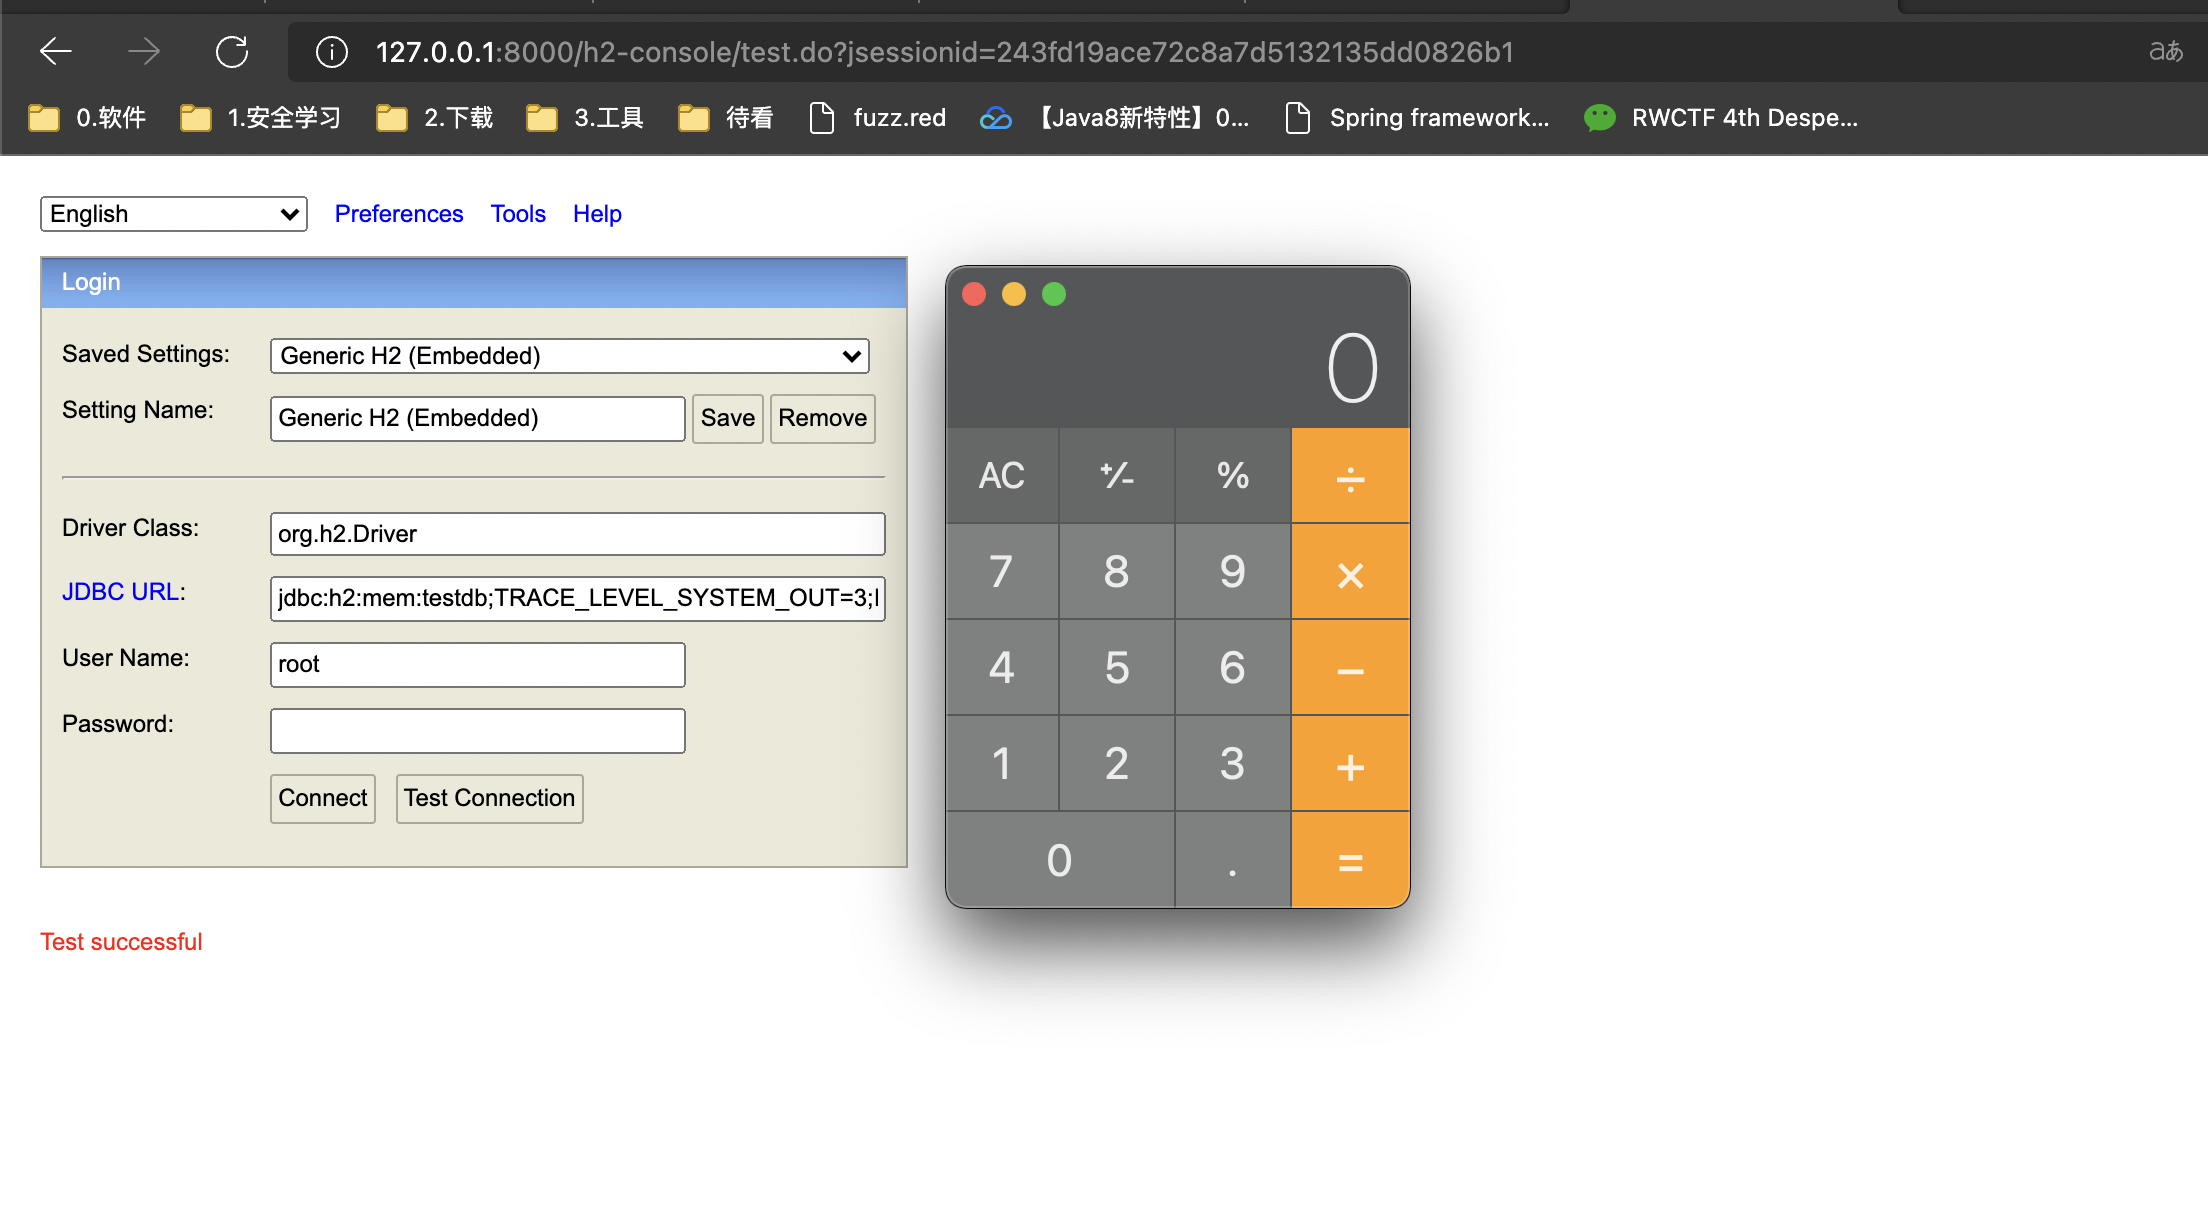 127.0.0.1:8000/h2-console/test.do?jsessionid=243fd19ace72c8a7d5132135dd0826b1 aあ
0.软件 1.安全学习 2.下载 3.工具 待看 fuzz.red 【Java8新特性】0... Spring framework... RWCTF 4th Despe...
English Preferences Tools Help
Login
Saved Settings: Generic H2 (Embedded)
Setting Name: Generic H2 (Embedded) Save Remove
Driver Class: org.h2.Driver
JDBC URL: jdbc:h2:mem:testdb;TRACE_LEVEL_SYSTEM_OUT=3;
User Name: root
Password:
Connect Test Connection
Test successful
0
AC +/- % ÷
7 8 9 ×
4 5 6 −
1 2 3 +
0 . =